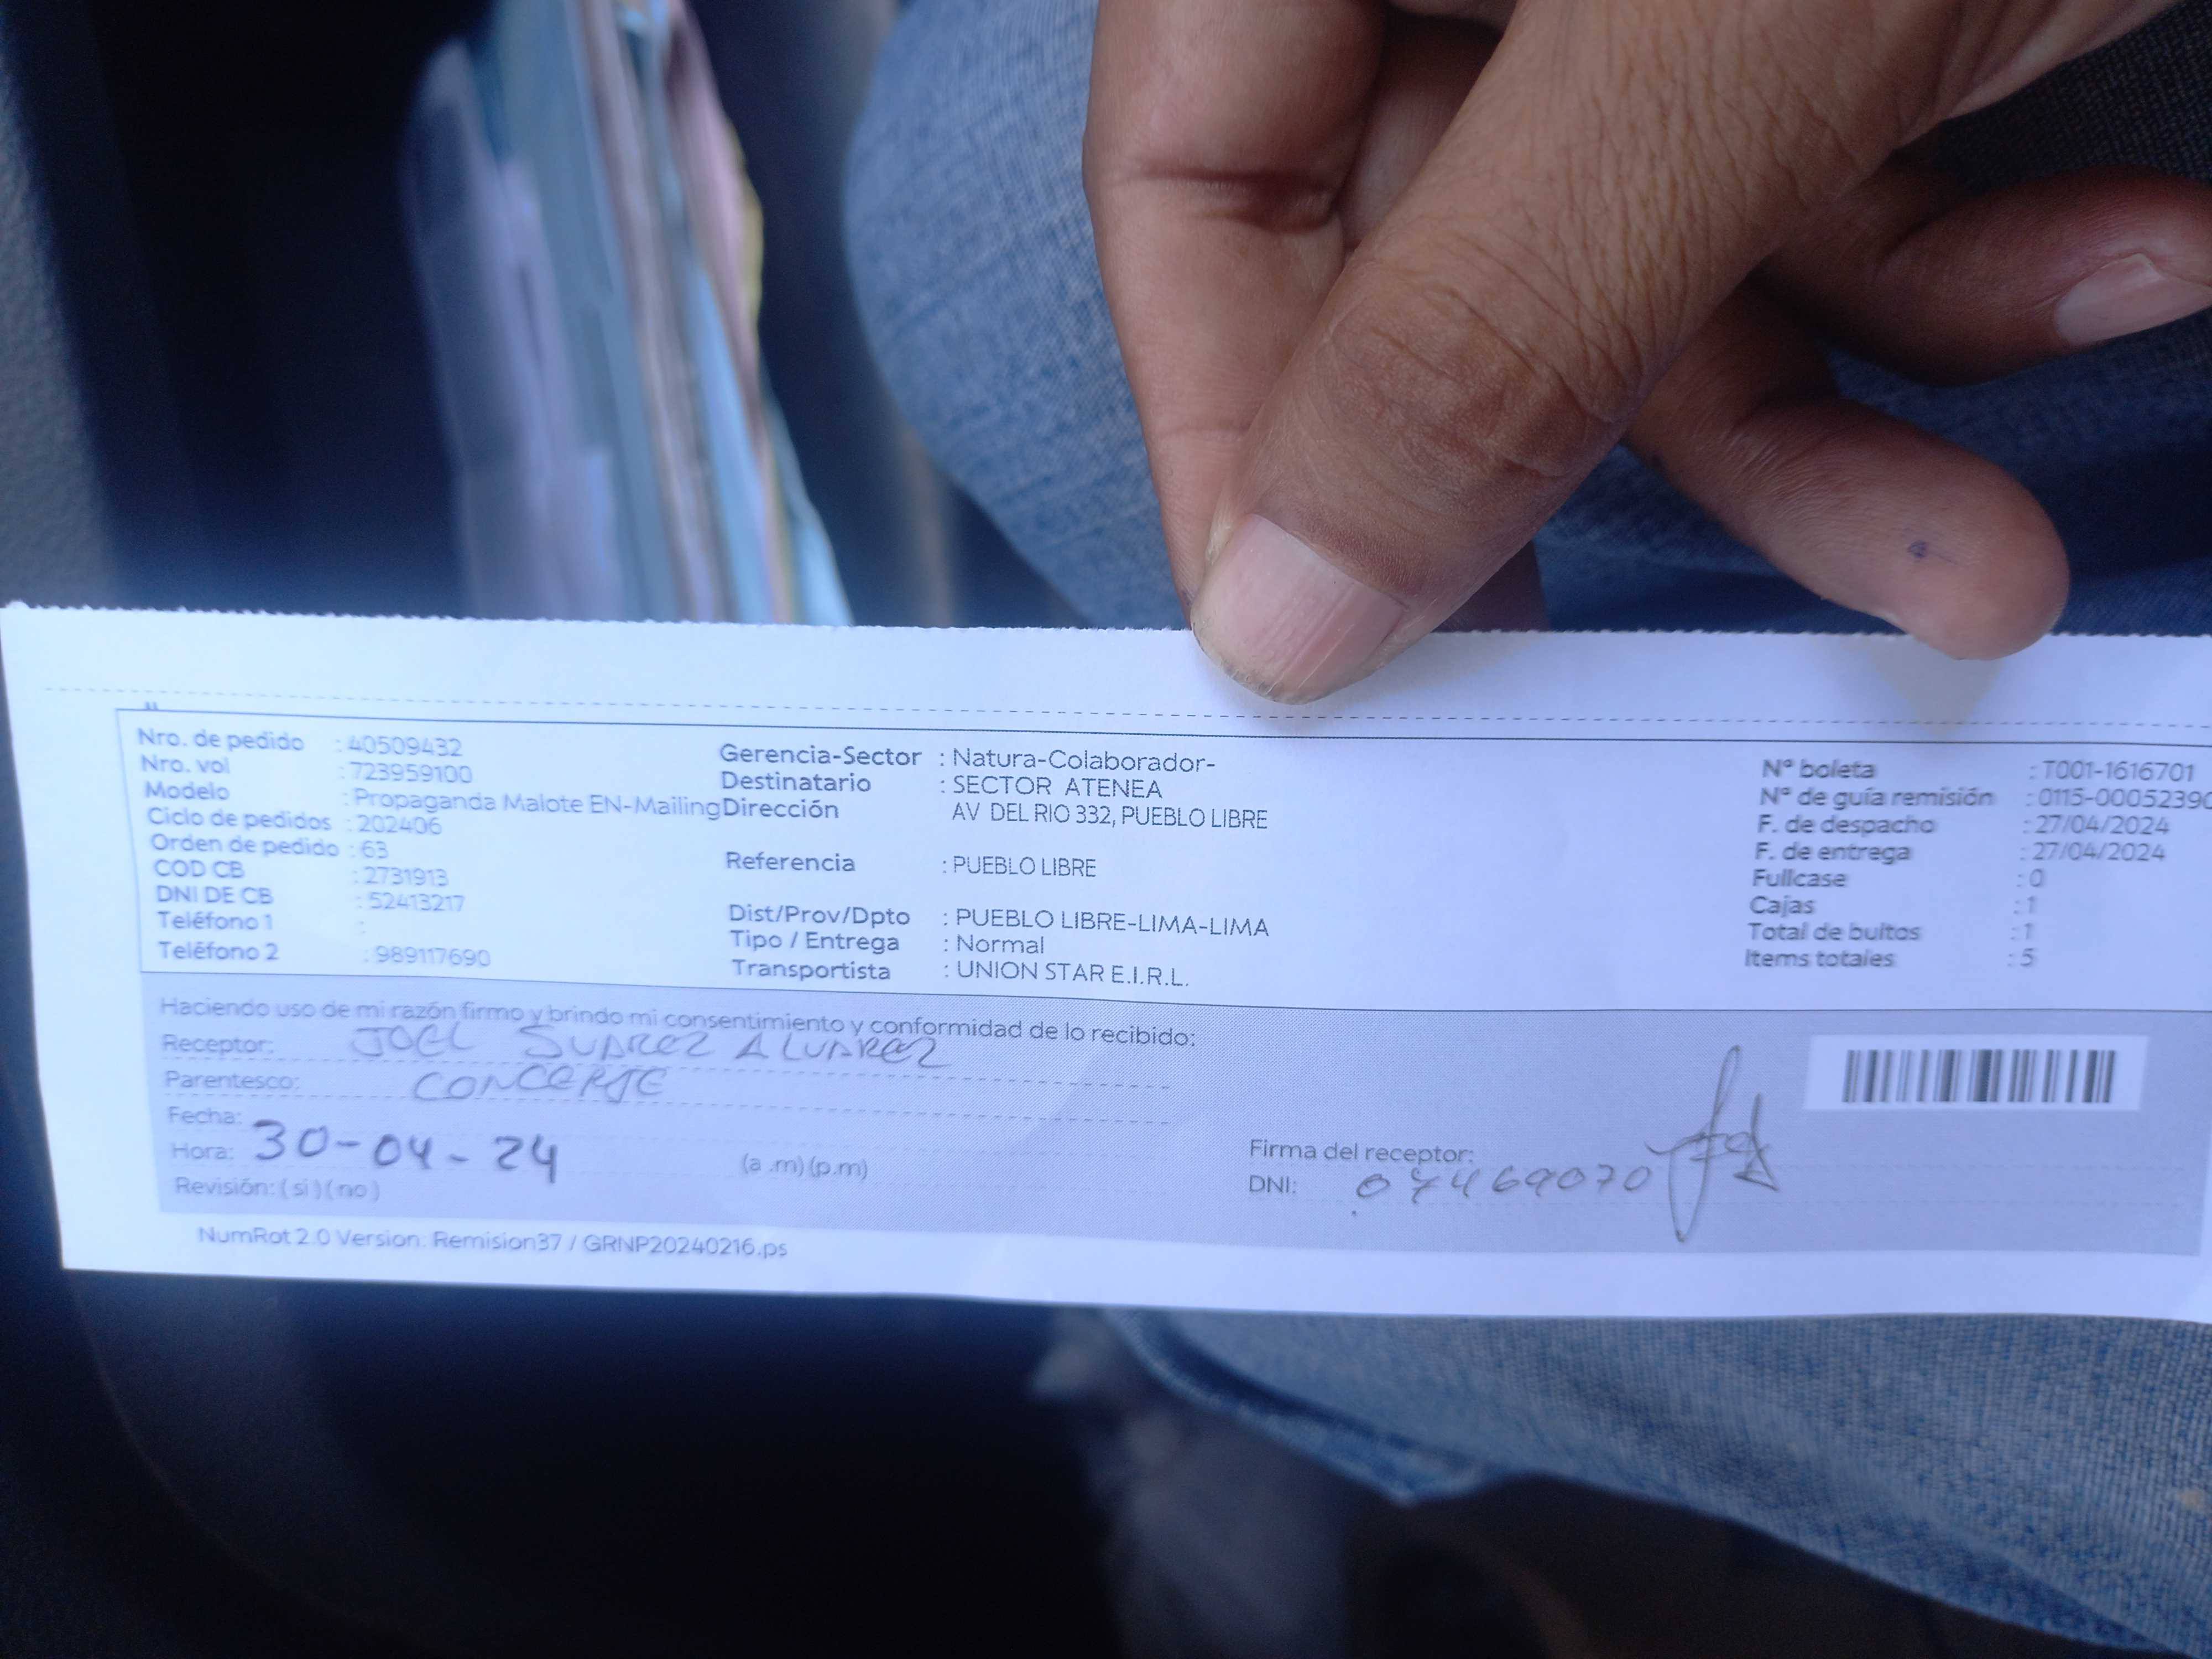 Nro. de pedido : 40509432
Nro. vol : 723959100
Modelo : Propaganda Malote EN-Mailing
Ciclo de pedidos : 202406
Orden de pedido : 63
COD CB : 2731913
DNI DE CB : 52413217
Teléfono 1 :
Teléfono 2 : 989117690
Gerencia-Sector : Natura-Colaborador-
Destinatario : SECTOR ATENEA
Dirección AV DEL RIO 332, PUEBLO LIBRE
Referencia : PUEBLO LIBRE
Dist/Prov/Dpto : PUEBLO LIBRE-LIMA-LIMA
Tipo / Entrega : Normal
Transportista : UNION STAR E.I.R.L.
Nº boleta : T001-1616701
Nº de guía remisión : 0115-00052390
F. de despacho : 27/04/2024
F. de entrega : 27/04/2024
Fullcase : 0
Cajas : 1
Total de bultos : 1
Items totales : 5
Haciendo uso de mi razón firmo y brindo mi consentimiento y conformidad de lo recibido:
Receptor: JOEL SUAREZ ALVAREZ
Parentesco: CONCERJE
Fecha: 30-04-24
Hora: (a .m) (p.m)
Revisión: ( si ) ( no )
Firma del receptor:
DNI: 07469070
NumRot 2.0 Version: Remision37 / GRNP20240216.ps